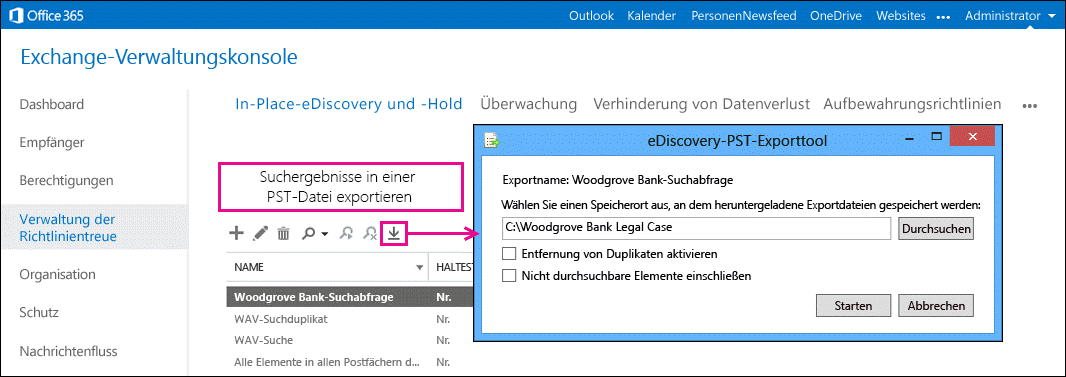 Office 365
Outlook Kalender PersonenNewsfeed OneDrive Websites ••• Administrator
Exchange-Verwaltungskonsole
Dashboard
Empfänger
Berechtigungen
Verwaltung der
Richtlinientreue
Organisation
Schutz
Nachrichtenfluss
In-Place-eDiscovery und -Hold Überwachung Verhinderung von Datenverlust Aufbewahrungsrichtlinien •••
Suchergebnisse in einer
PST-Datei exportieren
NAME HALTEST
Woodgrove Bank-Suchabfrage Nr.
WAV-Suchduplikat Nr.
WAV-Suche Nr.
Alle Elemente in allen Postfächern d... Nr.
eDiscovery-PST-Exporttool
Exportname: Woodgrove Bank-Suchabfrage
Wählen Sie einen Speicherort aus, an dem heruntergeladene Exportdateien gespeichert werden:
C:\Woodgrove Bank Legal Case Durchsuchen
Entfernung von Duplikaten aktivieren
Nicht durchsuchbare Elemente einschließen
Starten Abbrechen